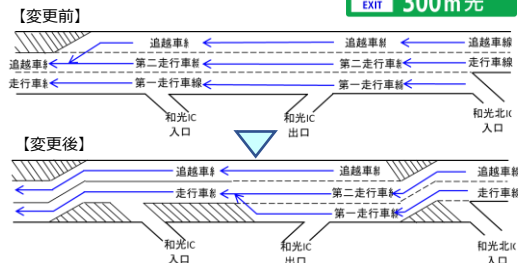 EXIT 300m先
【変更前】
追越車線 追越車線 追越車線
追越車線 第二走行車線 第二走行車線 走行車線
走行車線 第一走行車線 第一走行車線
和光IC 入口
和光IC 出口
和光北IC 入口
【変更後】
追越車線 追越車線 追越車線
走行車線 第二走行車線 走行車線
第一走行車線
和光IC 入口
和光IC 出口
和光北IC 入口